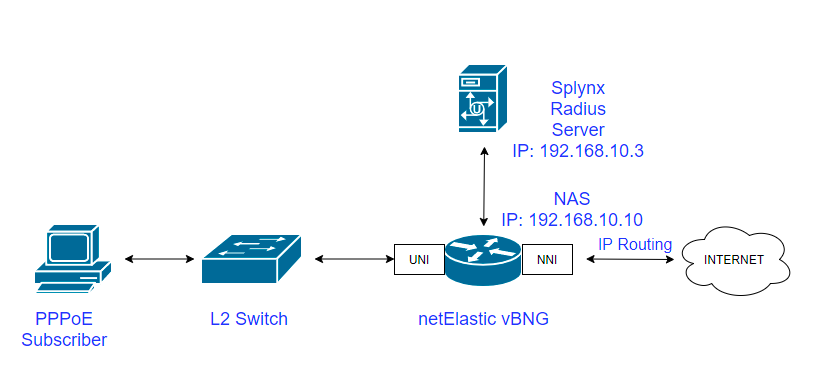 Splynx
Radius
Server
IP: 192.168.10.3
NAS
IP: 192.168.10.10
IP Routing
UNI
NNI
INTERNET
PPPoE
Subscriber
L2 Switch
netElastic vBNG
U